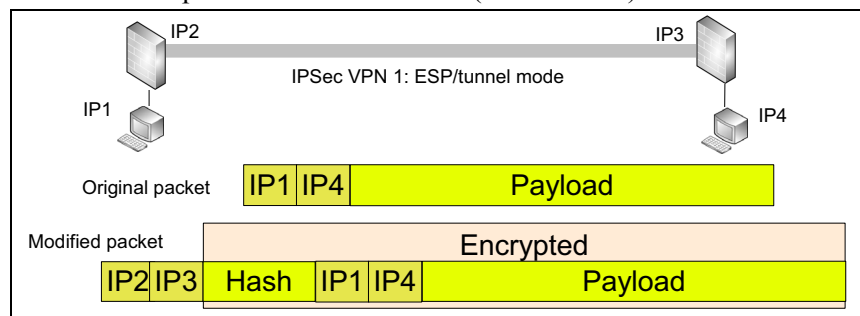 IP2
IP3
IPSec VPN 1: ESP/tunnel mode
IP1
IP4
Original packet IP1 IP4 Payload
Modified packet Encrypted
IP2 IP3 Hash IP1 IP4 Payload